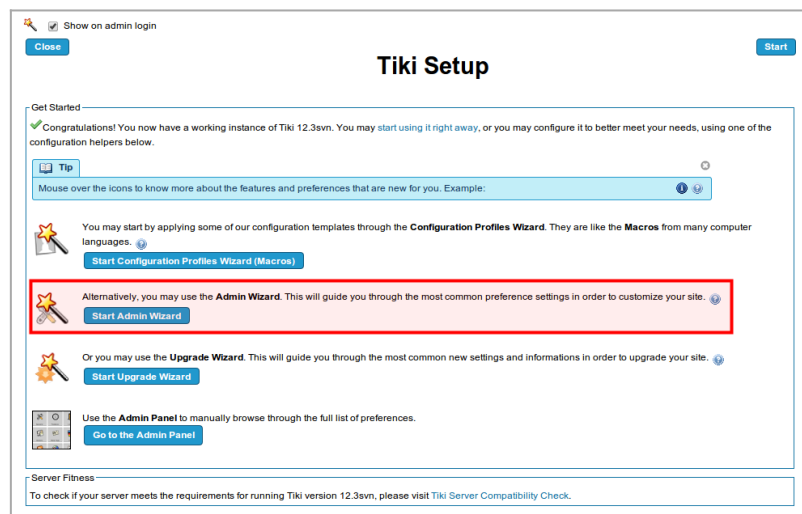 Show on admin login
Close
Start
Tiki Setup
Get Started
Congratulations! You now have a working instance of Tiki 12.3svn. You may start using it right away, or you may configure it to better meet your needs, using one of the
configuration helpers below.
Tip
Mouse over the icons to know more about the features and preferences that are new for you. Example:
You may start by applying some of our configuration templates through the Configuration Profiles Wizard. They are like the Macros from many computer
languages.
Start Configuration Profiles Wizard (Macros)
Alternatively, you may use the Admin Wizard. This will guide you through the most common preference settings in order to customize your site.
Start Admin Wizard
Or you may use the Upgrade Wizard. This will guide you through the most common new settings and informations in order to upgrade your site.
Start Upgrade Wizard
Use the Admin Panel to manually browse through the full list of preferences.
Go to the Admin Panel
Server Fitness
To check if your server meets the requirements for running Tiki version 12.3svn, please visit Tiki Server Compatibility Check.